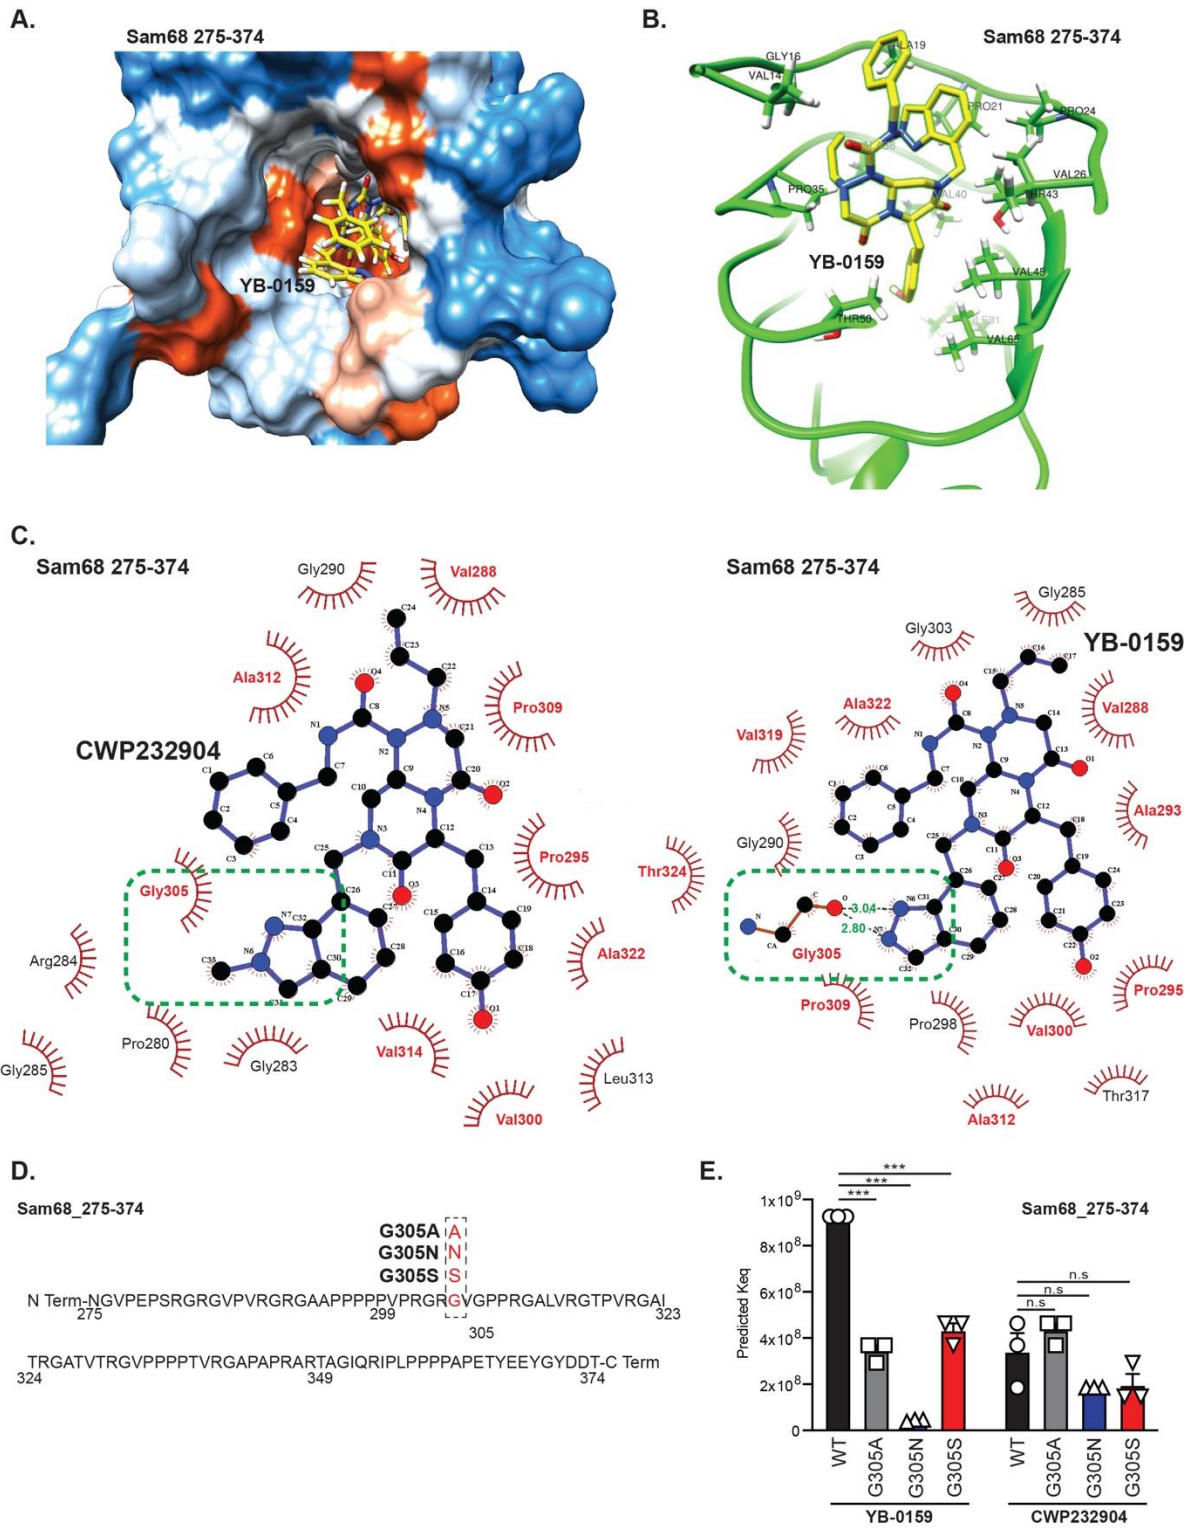 A.
Sam68 275-374
YB-0159
B.
Sam68 275-374
GLY16
ALA19
VAL14
PRO21
PRO24
VAL26
THR43
PRO35
VAL40
YB-0159
VAL45
THR50
VAL65
C.
Sam68 275-374
Gly290
Val288
Ala312
Pro309
CWP232904
Gly305
Pro295
Arg284
Ala322
Pro280
Gly283
Val314
Gly285
Leu313
Val300
C24
C23
C22
O4
C8
N5
N1
C21
N2
C20
C6
C7
C9
O2
C1
C10
N4
C5
C2
C4
N3
C12
C3
C25
C13
C11
C26
O3
C14
N7
C32
C15
C19
N6
C28
C33
C30
C16
C18
C31
C29
C17
O1
Sam68 275-374
Gly285
Gly303
YB-0159
Ala322
Val288
Val319
Ala293
Gly290
Thr324
Gly305
Pro309
Pro298
Val300
Pro295
Ala312
Thr317
C16
C17
C15
O4
N5
C14
C8
N1
N2
C13
C6
C7
C9
O1
C10
N4
C1
C5
C12
C2
C4
N3
C18
C3
C25
C11
C19
C26
O3
C20
C24
C
O
3.04
N6
C31
C28
C21
C23
N
2.80
N7
C30
CA
C22
C32
C29
O2
D.
Sam68_275-374
G305A A
G305N N
G305S S
N Term-NGVPEPSRGRGVPVRGRGAAPPPPPVPRGRGVGPPRGALVRGTPVRGAI
275 299 305 323
TRGATVTRGVPPPPTVRGAPAPRARTAGIQRIPLPPPPAPETYEEYGYDDT-C Term
324 349 374
E.
Sam68_275-374
***
***
***
n.s
n.s
n.s
Predicted Keq
1x10⁹
8x10⁸
6x10⁸
4x10⁸
2x10⁸
0
WT
G305A
G305N
G305S
WT
G305A
G305N
G305S
YB-0159
CWP232904